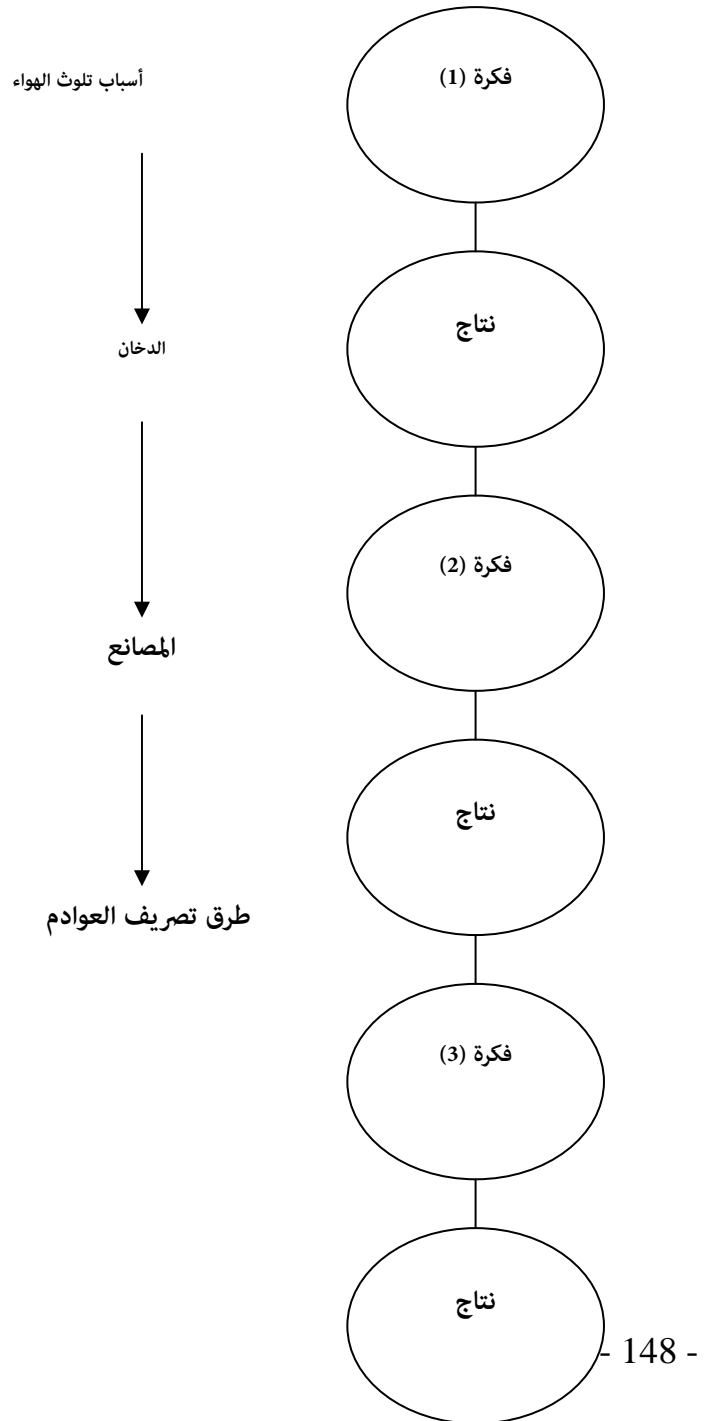 فكرة (1)
أسباب تلوث الهواء
نتاج
الدخان
فكرة (2)
المصانع
نتاج
طرق تصريف العوادم
فكرة (3)
نتاج
- 148 -